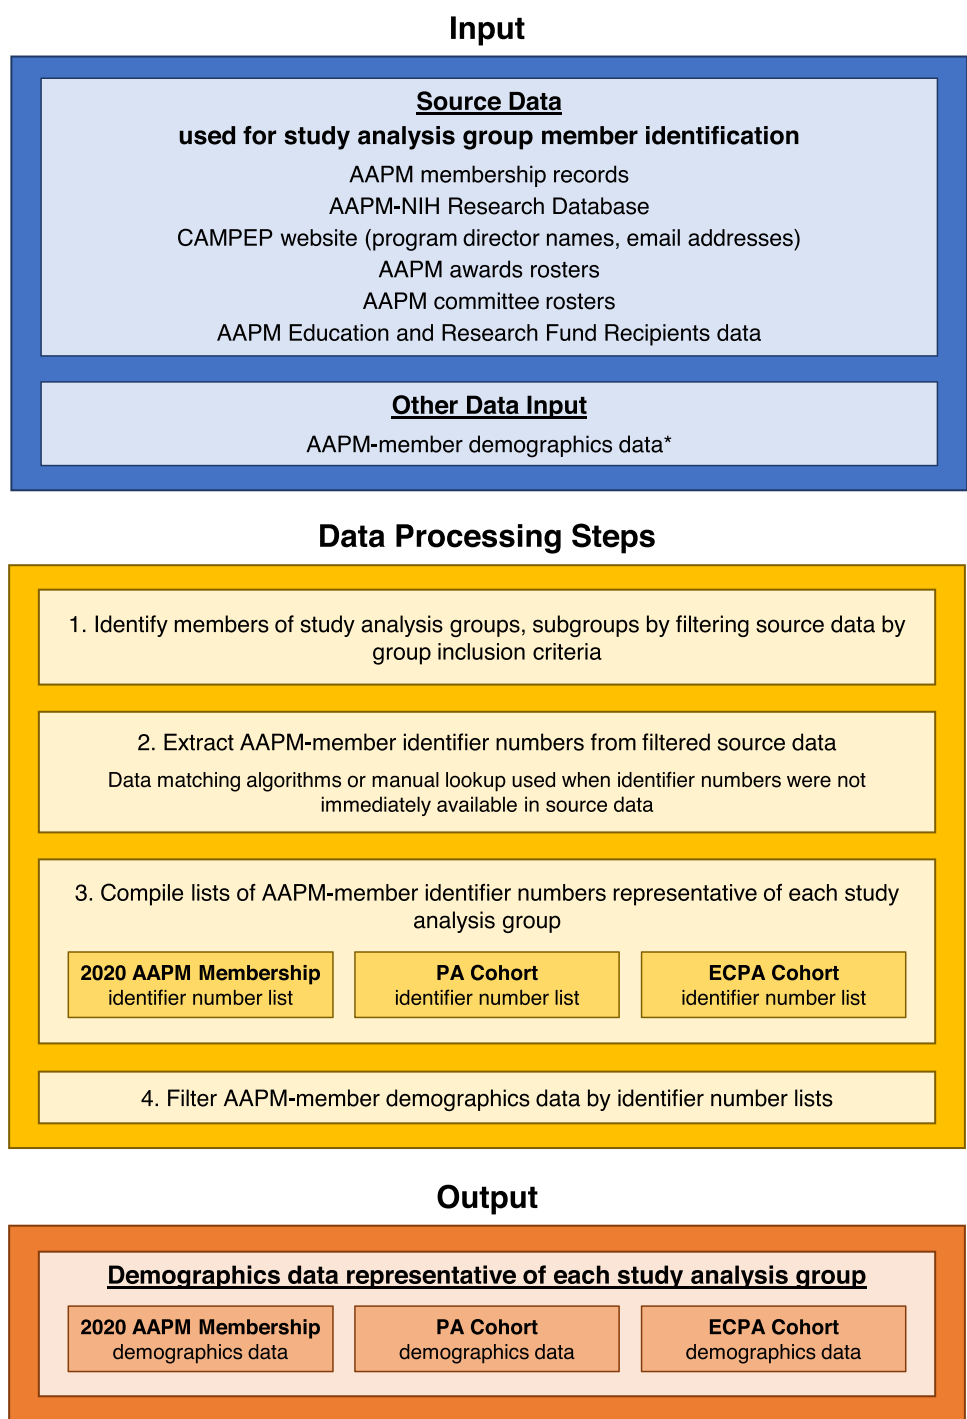 Input
Source Data
used for study analysis group member identification
AAPM membership records
AAPM-NIH Research Database
CAMPEP website (program director names, email addresses)
AAPM awards rosters
AAPM committee rosters
AAPM Education and Research Fund Recipients data
Other Data Input
AAPM-member demographics data*
Data Processing Steps
1. Identify members of study analysis groups, subgroups by filtering source data by
group inclusion criteria
2. Extract AAPM-member identifier numbers from filtered source data
Data matching algorithms or manual lookup used when identifier numbers were not
immediately available in source data
3. Compile lists of AAPM-member identifier numbers representative of each study
analysis group
2020 AAPM Membership
identifier number list
PA Cohort
identifier number list
ECPA Cohort
identifier number list
4. Filter AAPM-member demographics data by identifier number lists
Output
Demographics data representative of each study analysis group
2020 AAPM Membership
demographics data
PA Cohort
demographics data
ECPA Cohort
demographics data